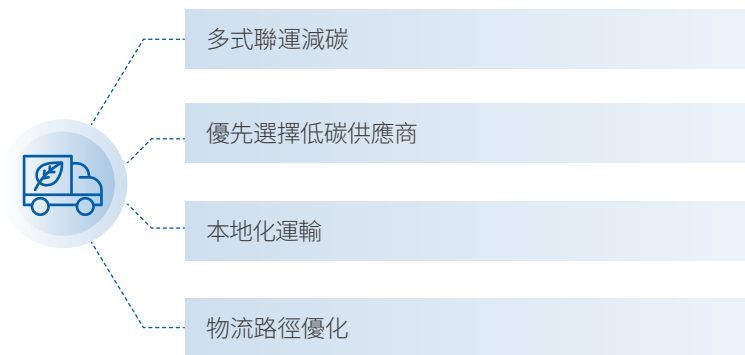 多式聯運減碳
優先選擇低碳供應商
本地化運輸
物流路徑優化